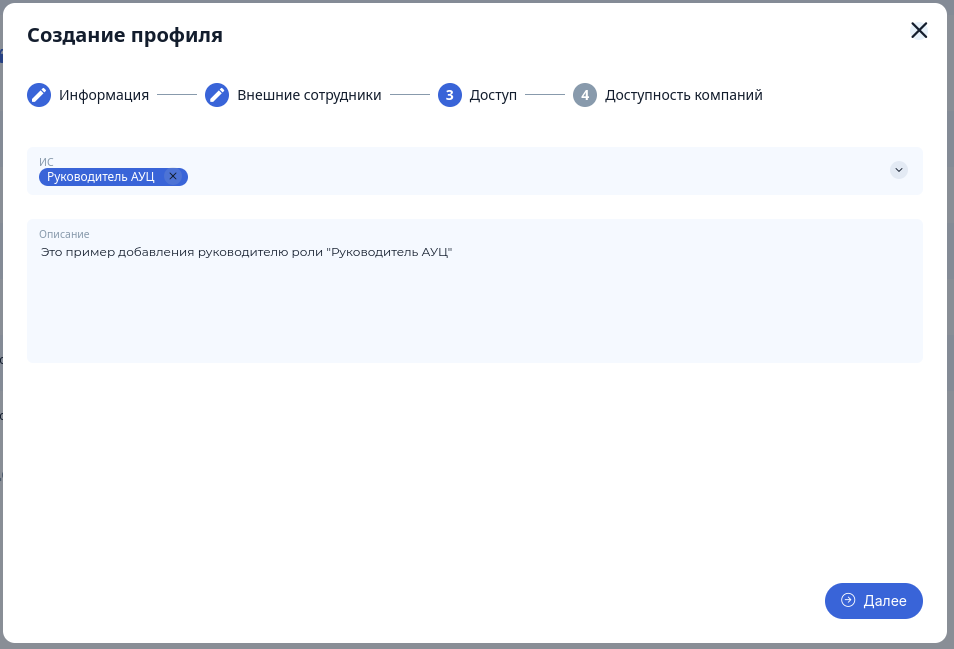 Создание профиля
Информация
Внешние сотрудники
3 Доступ
4 Доступность компаний
ИС
Руководитель АУЦ
Описание
Это пример добавления руководителю роли "Руководитель АУЦ"
Далее